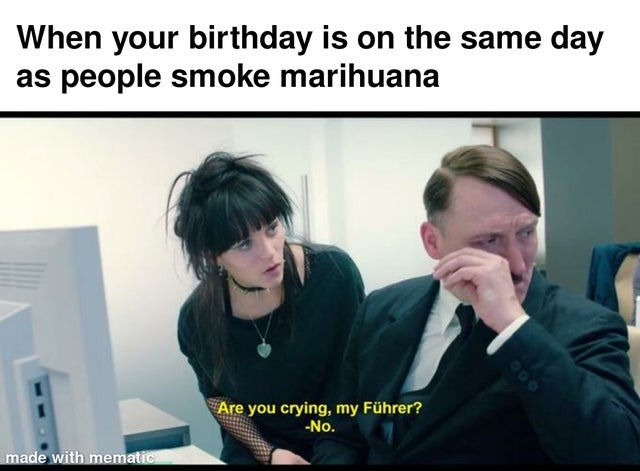 When your birthday is on the same day
as people smoke marihuana
Are you crying, my Führer?
-No.
made with mematic